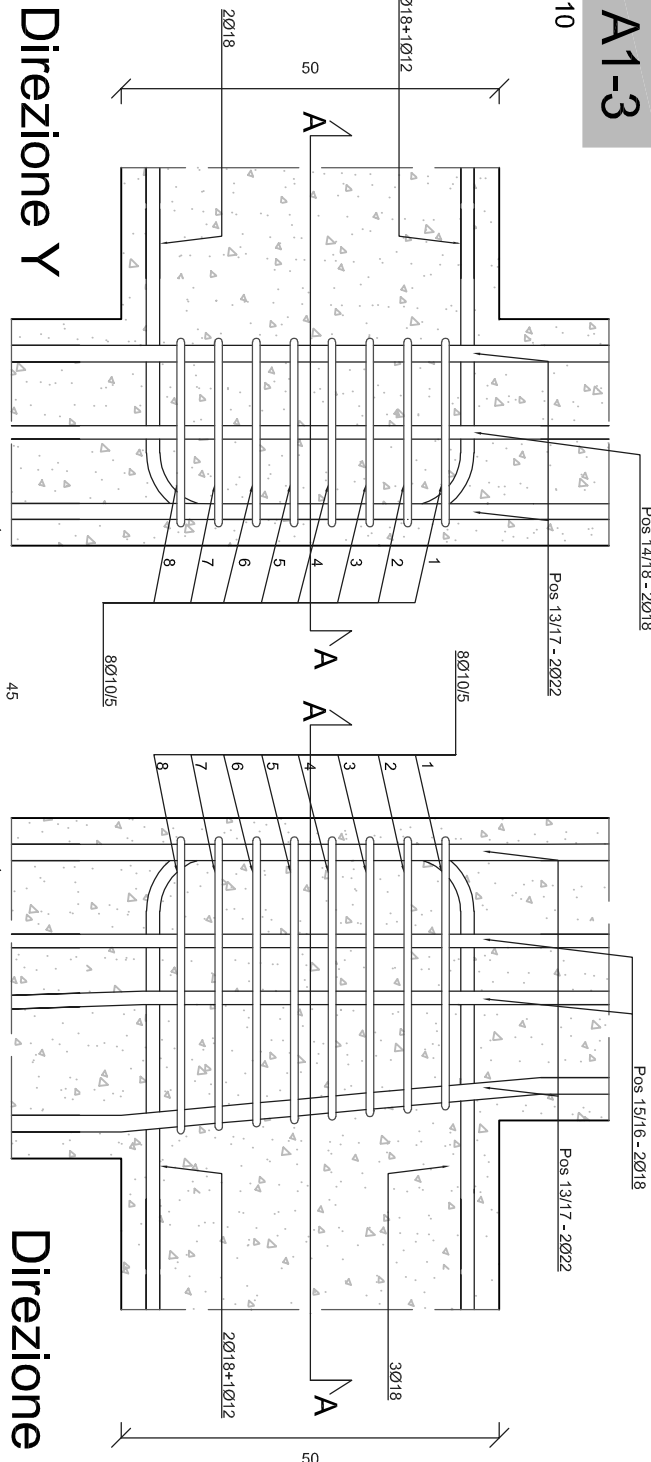 A1-3
10
Direzione Y
2Ø18
50
Ø18+1Ø12
A
A
1
2
3
4
5
6
7
8
8Ø10/5
Pos 14/18 - 2Ø18
Pos 13/17 - 2Ø22
45
Direzione
8Ø10/5
A
A
1
2
3
4
5
6
7
8
Pos 15/16 - 2Ø18
Pos 13/17 - 2Ø22
3Ø18
2Ø18+1Ø12
50